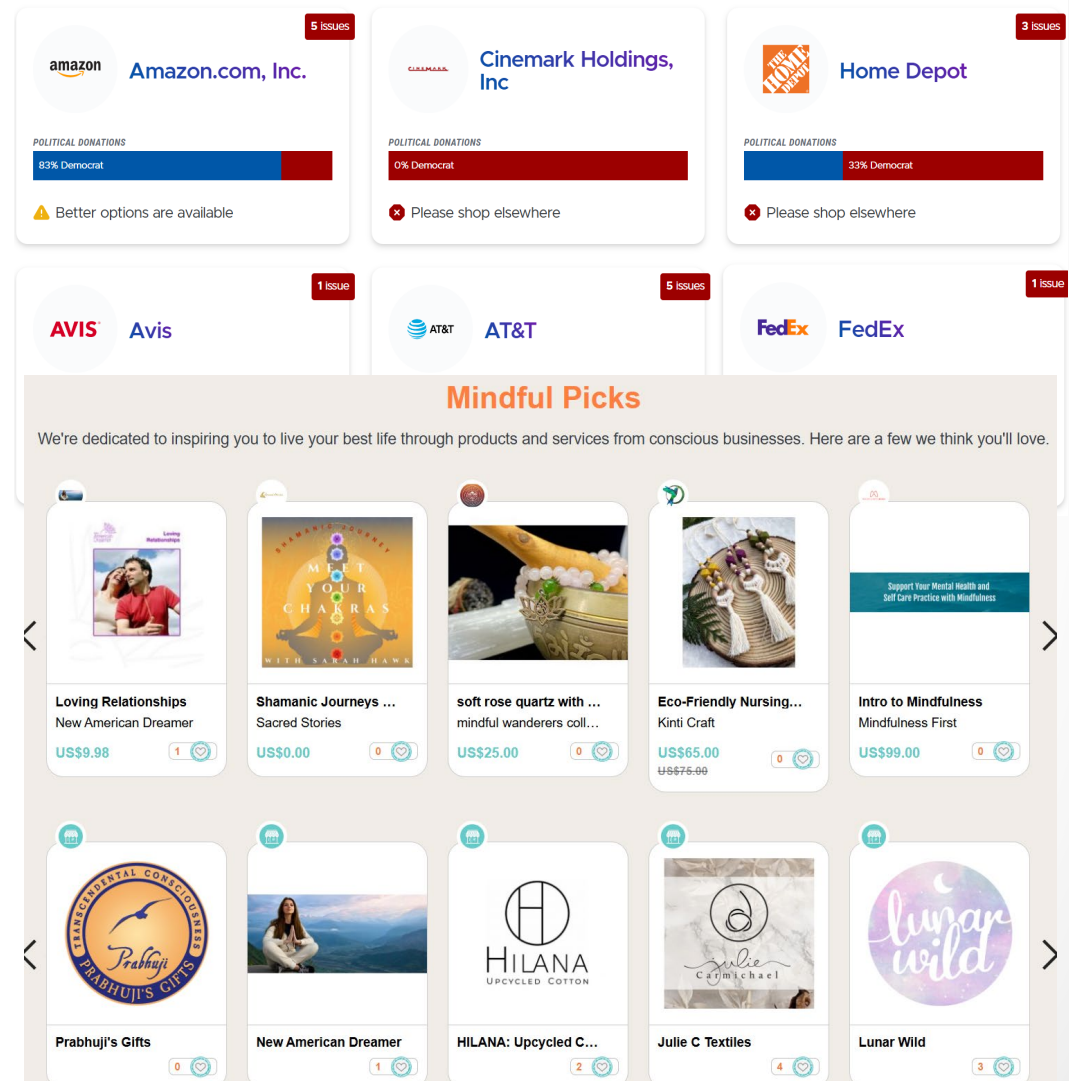 5 issues
amazon
Amazon.com, Inc.
POLITICAL DONATIONS
83% Democrat
Better options are available
CINEMARK
Cinemark Holdings,
Inc
POLITICAL DONATIONS
0% Democrat
Please shop elsewhere
3 issues
THE
HOME
DEPOT
Home Depot
POLITICAL DONATIONS
33% Democrat
Please shop elsewhere
1 issue
AVIS
Avis
5 issues
AT&T
AT&T
1 issue
FedEx
FedEx
Mindful Picks
We're dedicated to inspiring you to live your best life through products and services from conscious businesses. Here are a few we think you'll love.
Loving
Relationships
Loving Relationships
New American Dreamer
US$9.98
1
SHAMANIC JOURNEY
MEET
YOUR
CHAKRAS
WITH SARAH HAWK
Shamanic Journeys ...
Sacred Stories
US$0.00
0
soft rose quartz with ...
mindful wanderers coll...
US$25.00
0
Eco-Friendly Nursing...
Kinti Craft
US$65.00
US$75.00
0
Support Your Mental Health and
Self Care Practice with Mindfulness
Intro to Mindfulness
Mindfulness First
US$99.00
0
TRANSCENDENTAL CONSCIOUSNESS
Prabhuji
PRABHUJI'S GIFTS
Prabhuji's Gifts
0
New American Dreamer
1
HILANA
UPCYCLED COTTON
HILANA: Upcycled C...
2
julie
Carmichael
Julie C Textiles
4
lunar
wild
Lunar Wild
3